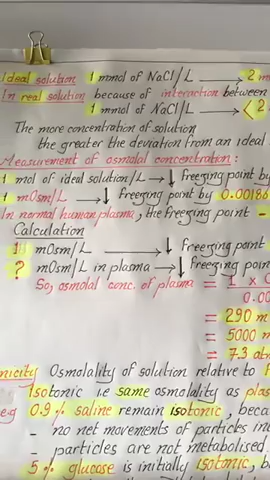 Ideal solution 1 mmol of NaCl/L → 2
In real solution because of interaction between
1 mmol of NaCl/L → < 2
The more concentration of solution
the greater the deviation from an ideal
Measurement of osmolal concentration:
1 mol of ideal solution/L → ↓ freezing point by
1 mOsm/L → ↓ freezing point by 0.00186
In normal human plasma, the freezing point -
Calculation
1 mOsm/L → ↓ freezing point
? mOsm/L in plasma → ↓ freezing poin
So, osmolal conc. of plasma = 1 x 0
0.00
= 290 m
= 5000 m
= 7.3
nicity Osmolality of solution relative to
Isotonic i.e same osmolality as plas
e.g 0.9 % saline remain isotonic, beca
- no net movements of particles in
- particles are not metabolised
5 % glucose is initially isotonic, b